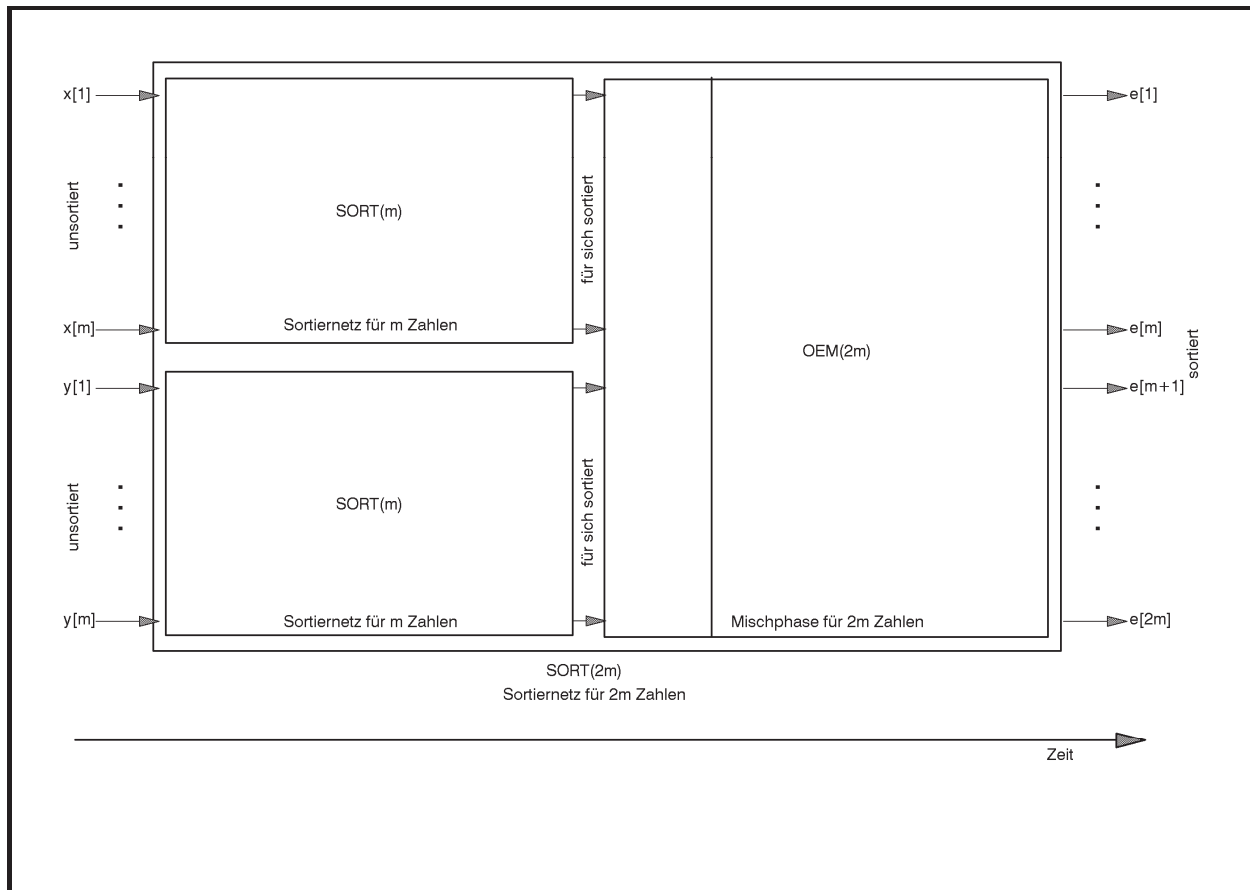 x[1]
e[1]
unsortiert
SORT(m)
für sich sortiert
x[m]
Sortiernetz für m Zahlen
OEM(2m)
e[m]
sortiert
y[1]
e[m+1]
unsortiert
SORT(m)
für sich sortiert
y[m]
Sortiernetz für m Zahlen
Mischphase für 2m Zahlen
e[2m]
SORT(2m)
Sortiernetz für 2m Zahlen
Zeit